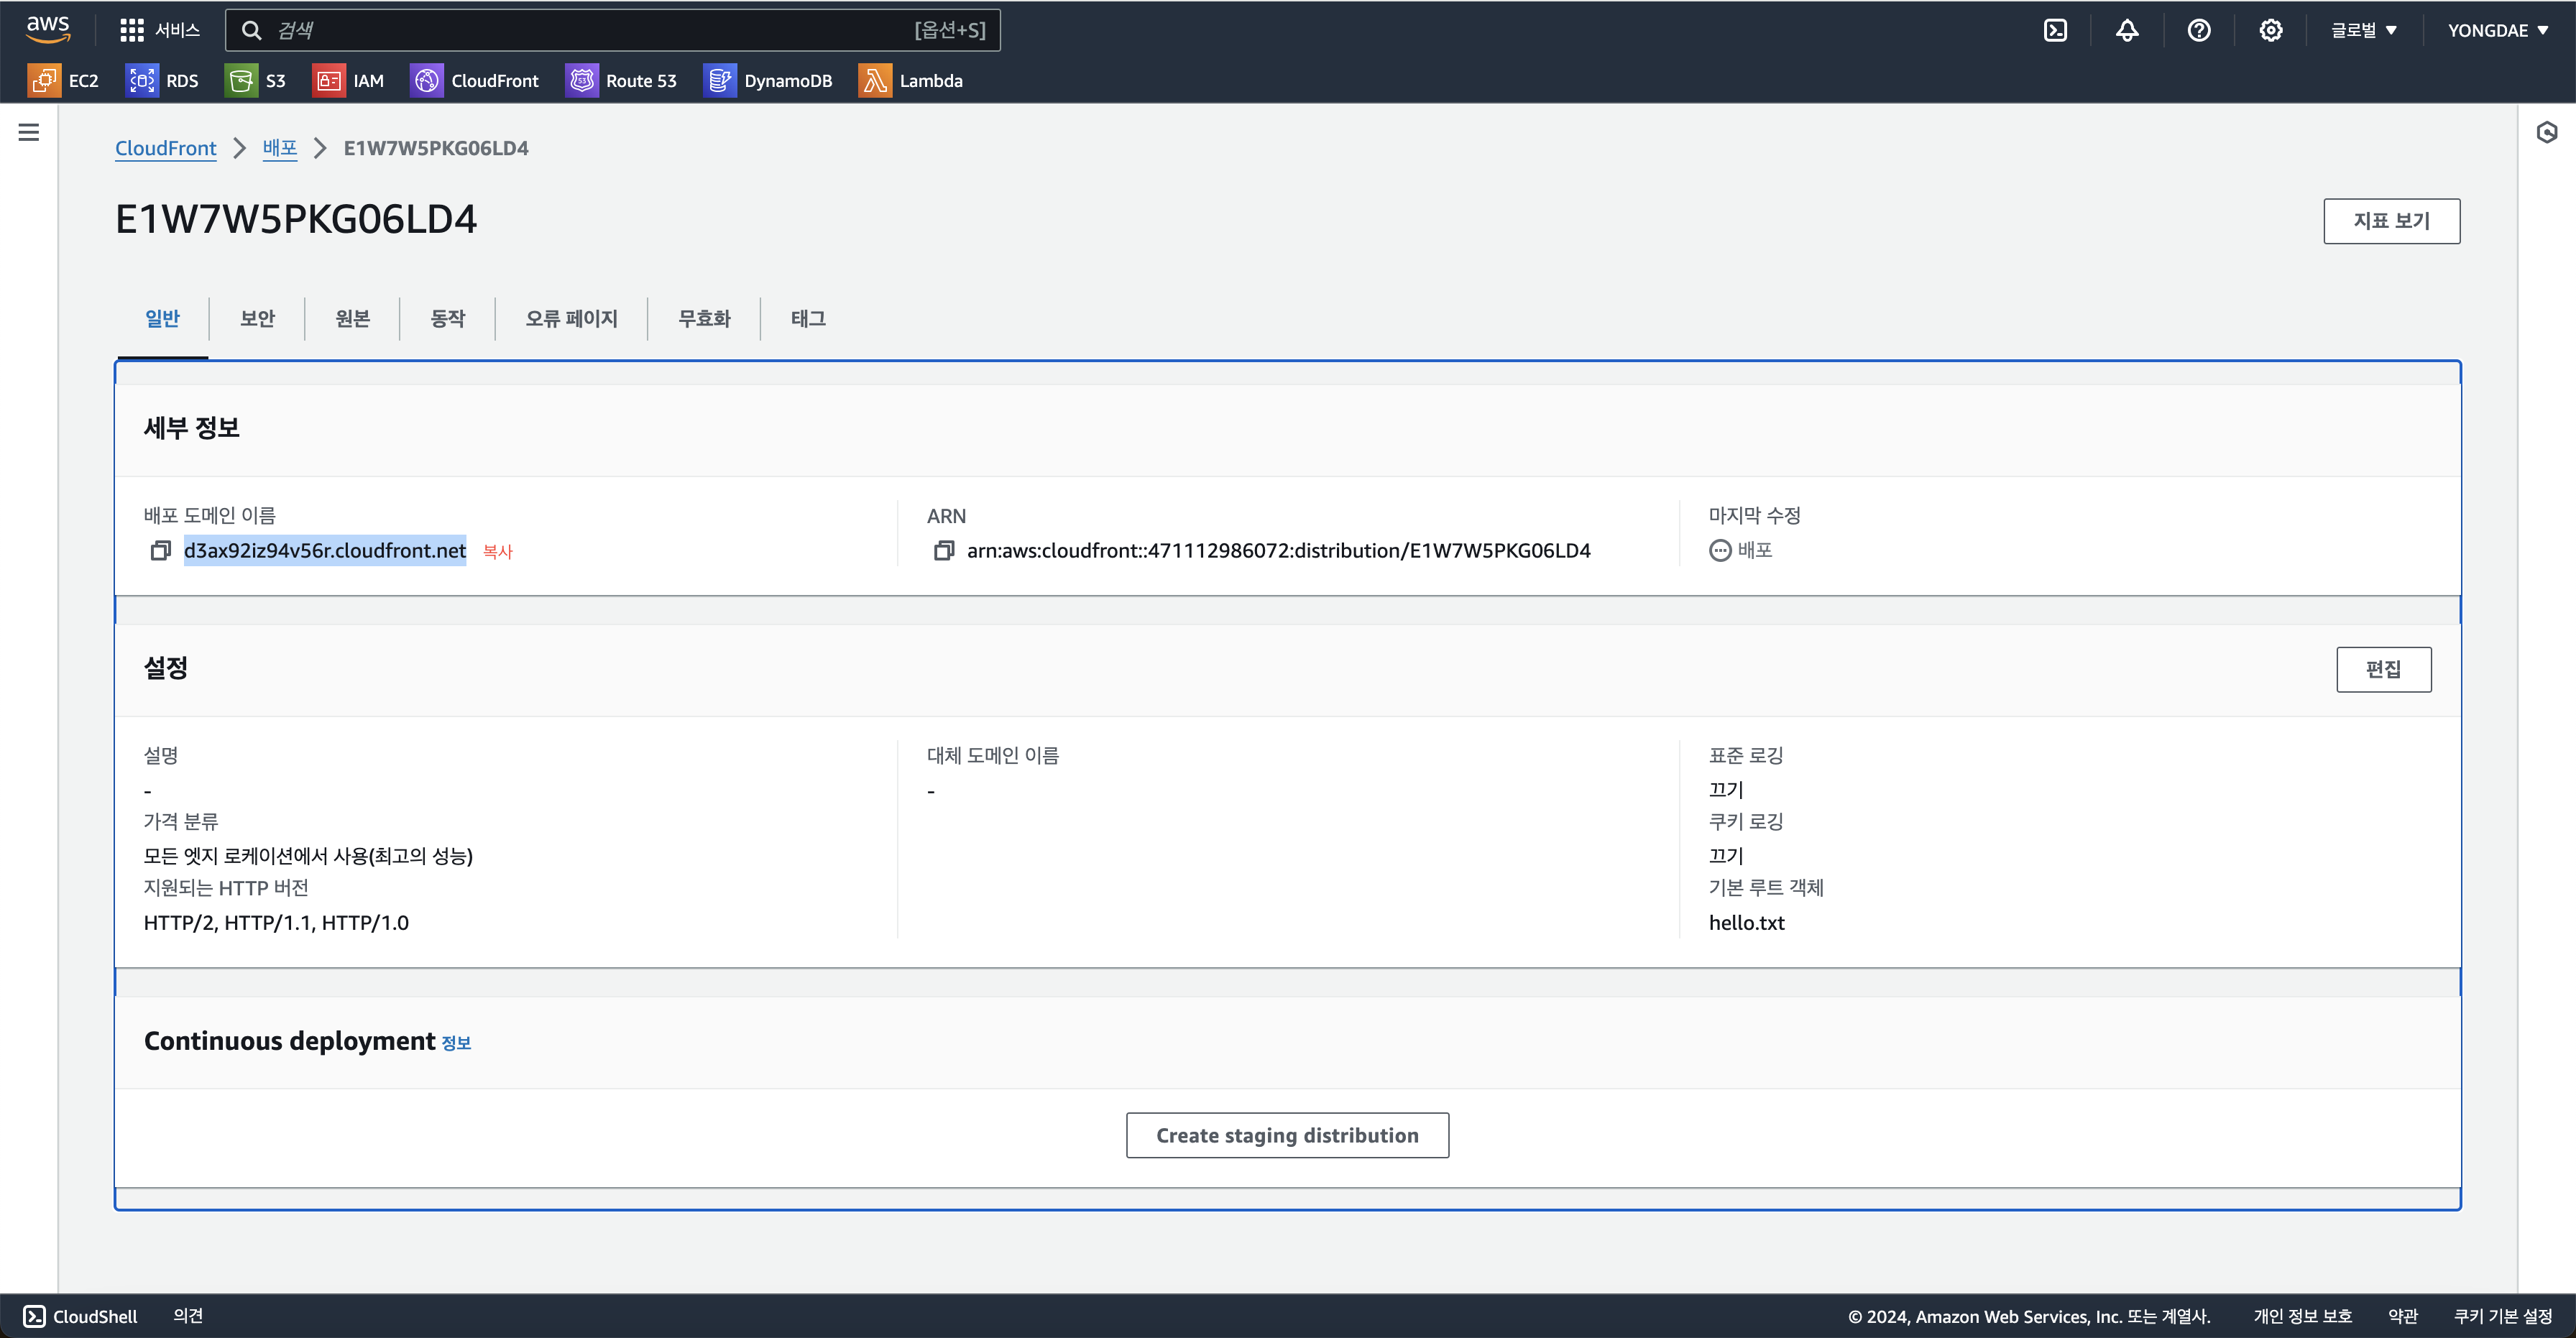 aws 서비스 검색 [옵션+S] 글로벌 ▼ YONGDAE ▼
EC2 RDS S3 IAM CloudFront Route 53 DynamoDB Lambda
CloudFront > 배포 > E1W7W5PKG06LD4
E1W7W5PKG06LD4
지표 보기
일반 보안 원본 동작 오류 페이지 무효화 태그
세부 정보
배포 도메인 이름
d3ax92iz94v56r.cloudfront.net 복사
ARN
arn:aws:cloudfront::471112986072:distribution/E1W7W5PKG06LD4
마지막 수정
배포
설정
편집
설명
-
가격 분류
모든 엣지 로케이션에서 사용(최고의 성능)
지원되는 HTTP 버전
HTTP/2, HTTP/1.1, HTTP/1.0
대체 도메인 이름
-
표준 로깅
끄기
쿠키 로깅
끄기
기본 루트 객체
hello.txt
Continuous deployment 정보
Create staging distribution
CloudShell 의견 © 2024, Amazon Web Services, Inc. 또는 계열사. 개인 정보 보호 약관 쿠키 기본 설정